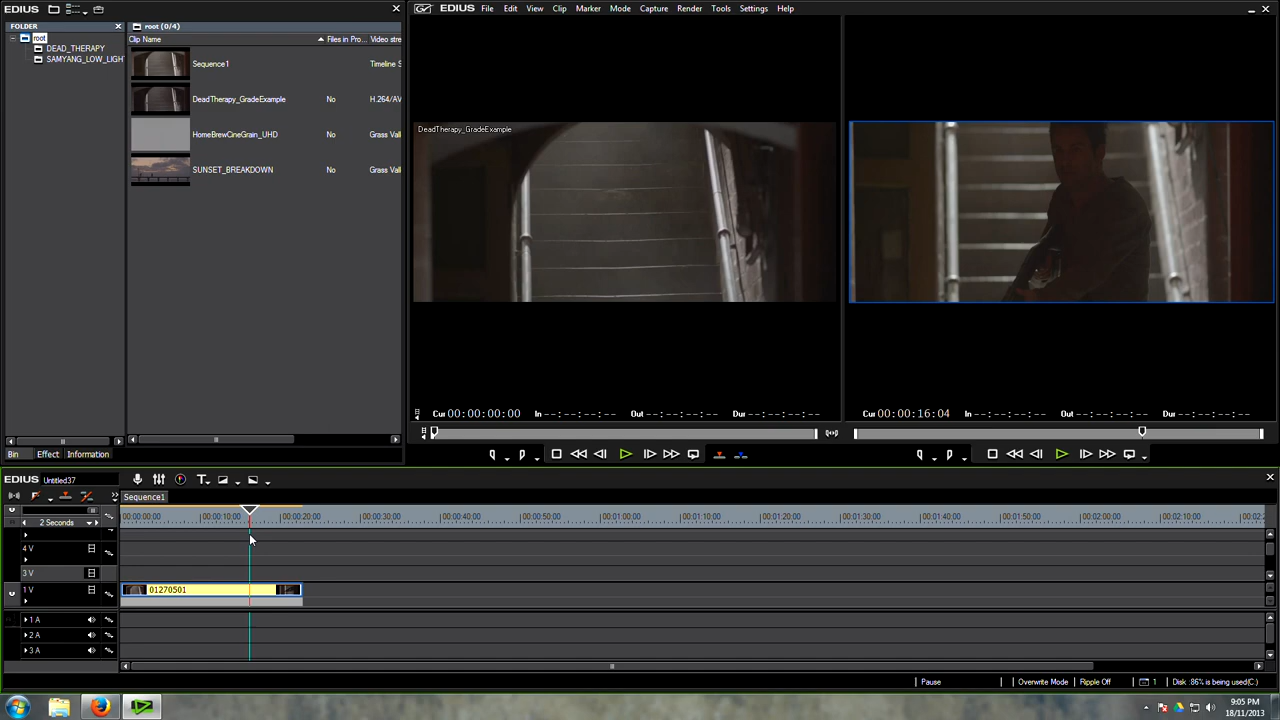 EDIUS
FOLDER
root
DEAD_THERAPY
SAMYANG_LOW_LIGH
root (0/4)
Clip Name Files in Pro... Video stre
Sequence1 Timeline S
DeadTherapy_GradeExample No H.264/AV
HomeBrewCineGrain_UHD No Grass Val
SUNSET_BREAKDOWN No Grass Val
Bin Effect Information
EDIUS File Edit View Clip Marker Mode Capture Render Tools Settings Help
DeadTherapy_GradeExample
Cur 00:00:00:00 In --:--:--:-- Out --:--:--:-- Dur --:--:--:--
Cur 00:00:16:04 In --:--:--:-- Out --:--:--:-- Dur --:--:--:--
EDIUS Untitled37
Sequence1
2 Seconds
00:00:00:00 00:00:10:00 00:00:20:00 00:00:30:00 00:00:40:00 00:00:50:00 00:01:00:00 00:01:10:00 00:01:20:00 00:01:30:00 00:01:40:00 00:01:50:00 00:02:00:00 00:02:10:00 00:02:2
4 V
3 V
1 V
01270501
1 A
2 A
3 A
Pause Overwrite Mode Ripple Off 1 Disk :86% is being used(C:)
9:05 PM
18/11/2013